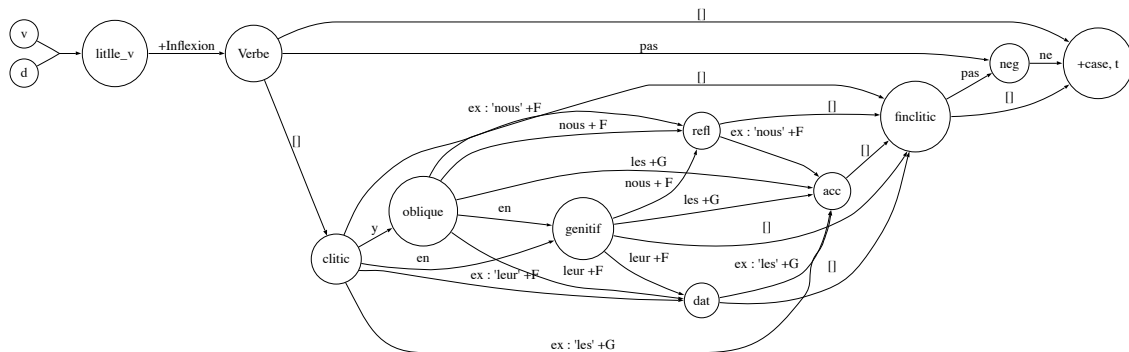 []
v
+Inflexion
pas
ne
litlle_v
Verbe
neg
+case, t
d
[]
pas
ex : 'nous' +F
[]
[]
nous + F
refl
ex : 'nous' +F
finclitic
[]
les +G
[]
nous + F
oblique
en
les +G
acc
y
genitif
[]
clitic
en
leur +F
ex : 'leur' +F
leur +F
ex : 'les' +G
[]
dat
ex : 'les' +G